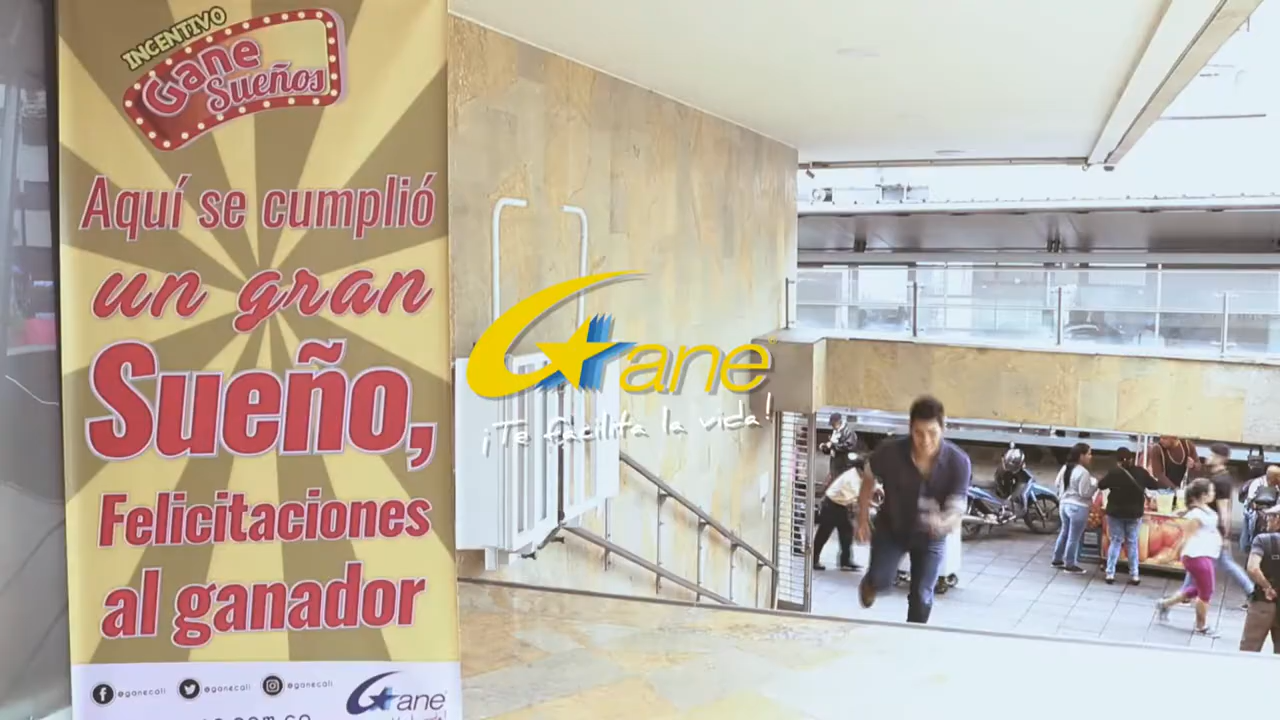 INCENTIVO
Gane
Sueños
Aquí se cumplió
un gran
Sueño,
Felicitaciones
al ganador
@ganecali @ganecali @ganecali
Gane
Gane
¡Te facilita la vida!